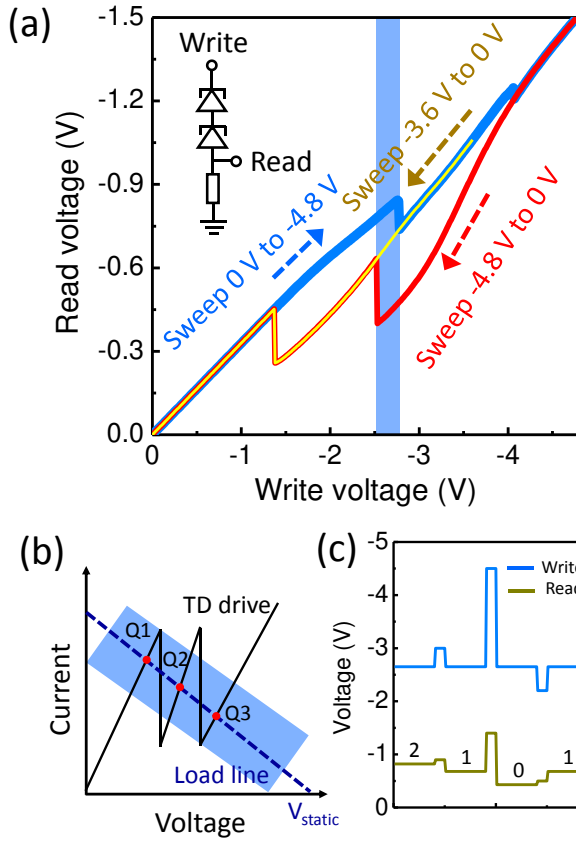 (a)
-1.5
-1.2
-0.9
-0.6
-0.3
0.0
Read voltage (V)
Write
Read
Sweep 0 V to -4.8 V
Sweep -3.6 V to 0 V
Sweep -4.8 V to 0 V
0
-1
-2
-3
-4
Write voltage (V)
(b)
Current
TD drive
Q1
Q2
Q3
Load line
Voltage
Vstatic
(c)
-5
-4
-3
-2
-1
0
Voltage (V)
Write
Read
2
1
0
1